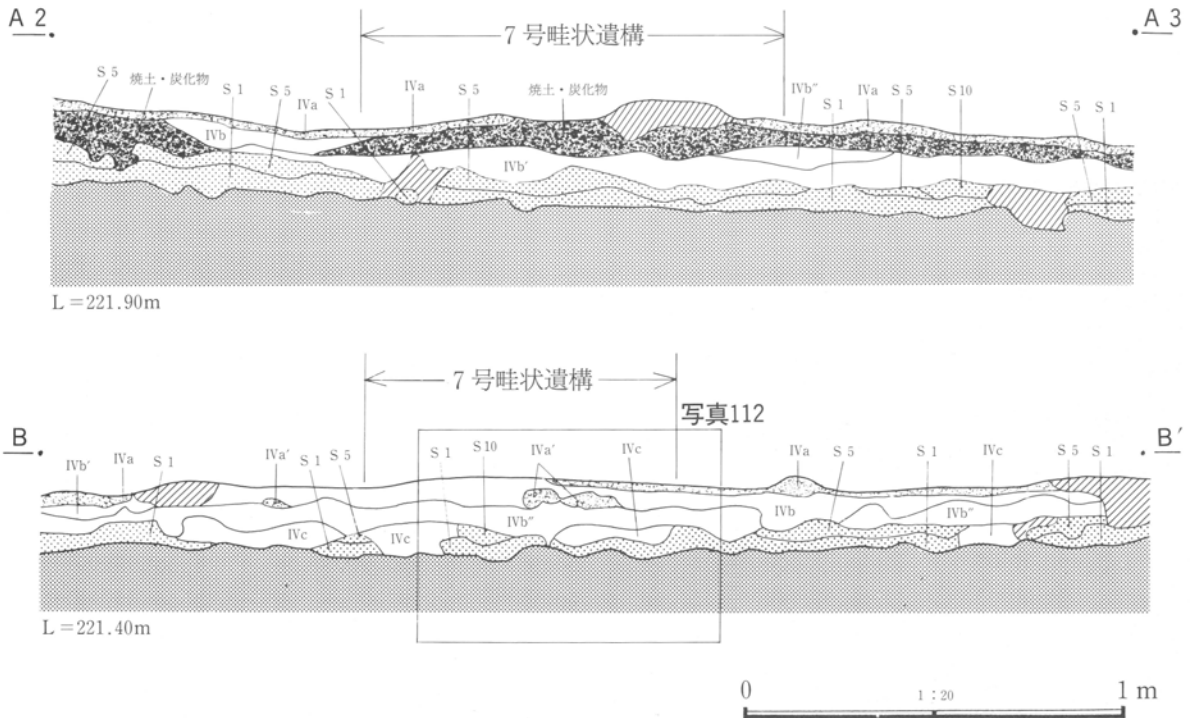 A 2
7号畦状遺構
A 3
S 5 焼土・炭化物 S 1 S 5 IVa S 1 IVa S 5 焼土・炭化物 IVb" S 1 IVa S 5 S10 S 5 S 1
IVb
IVb'
L=221.90m
7号畦状遺構
写真112
B
B'
IVb' IVa S 1 IVa' S 1 S 5 S 1 S10 IVa' IVc IVa S 5 S 1 IVc S 5 S 1
IVb" IVb IVb"
IVc IVc
L=221.40m
0 1:20 1 m